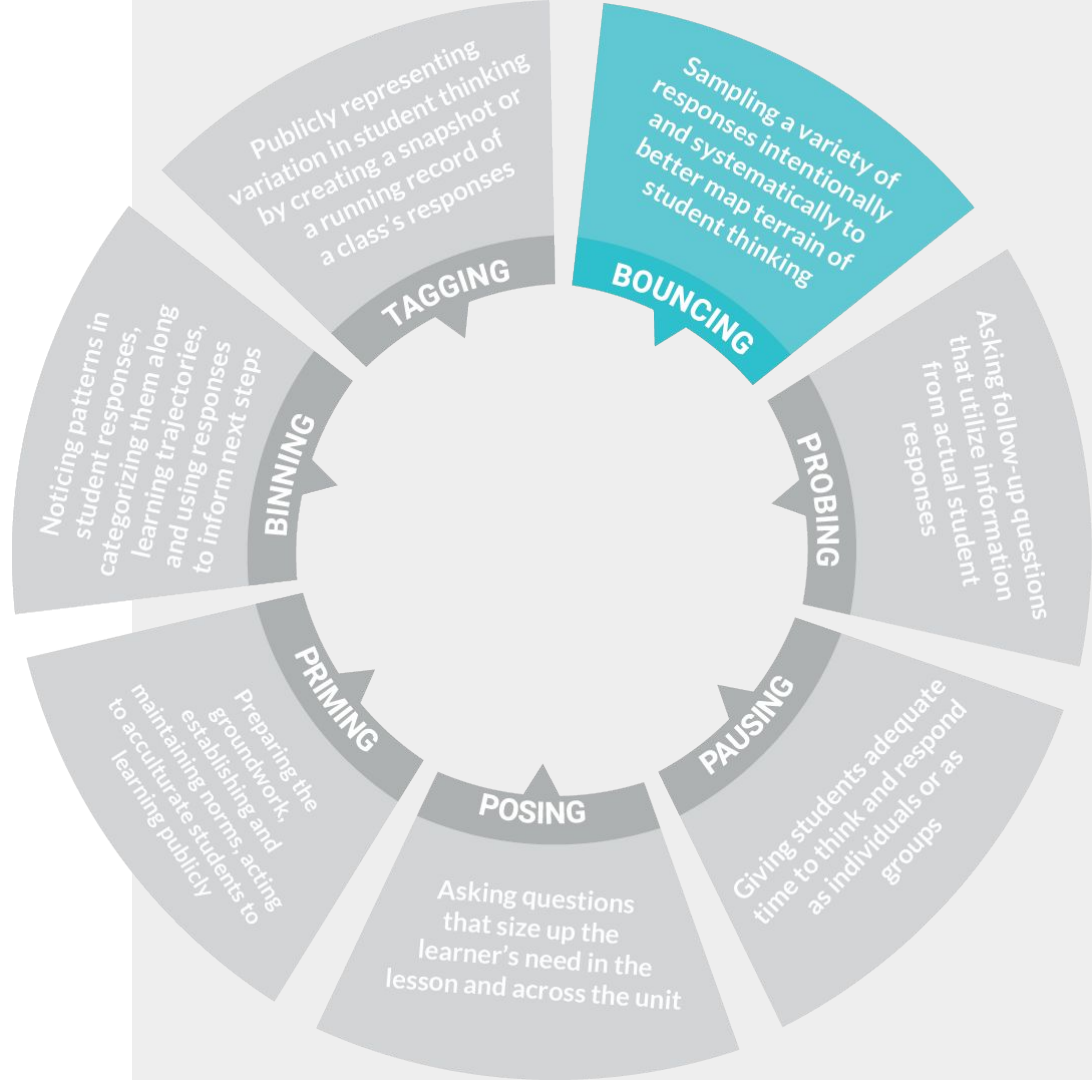 Publicly representing
variation in student thinking
by creating a snapshot or
a running record of
a class's responses
TAGGING
Sampling a variety of
responses intentionally
and systematically to
better map terrain of
student thinking
BOUNCING
Asking follow-up questions
that utilize information
from actual student
responses
PROBING
Giving students adequate
time to think and respond
as individuals or as
groups
PAUSING
POSING
Asking questions
that size up the
learner's need in the
lesson and across the unit
PRIMING
Preparing the
groundwork,
establishing and
maintaining norms, acting
to acculturate students to
learning publicly
BINNING
Noticing patterns in
student responses,
categorizing them along
learning trajectories,
and using responses
to inform next steps